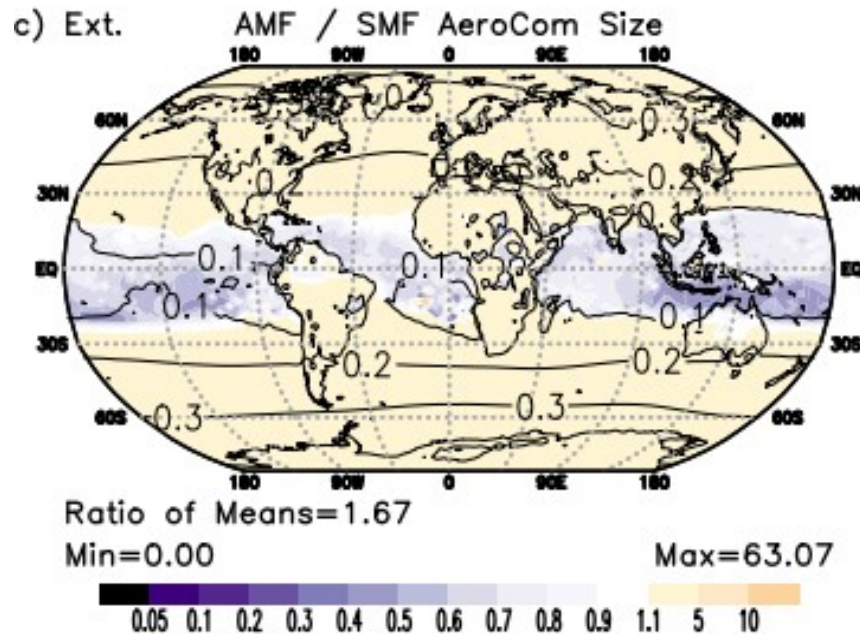 c) Ext. AMF / SMF AeroCom Size
180 90W 0 90E 180
0.3
60N 0.3 60N
0.2 0.2
30N 0.1 30N
0.1 0.1
EQ EQ
0.1 0.1
30S 0.2 0.2 30S
0.3 0.3
60S 60S
180 90W 0 90E 180
Ratio of Means=1.67
Min=0.00 Max=63.07
0.05 0.1 0.2 0.3 0.4 0.5 0.6 0.7 0.8 0.9 1.1 5 10